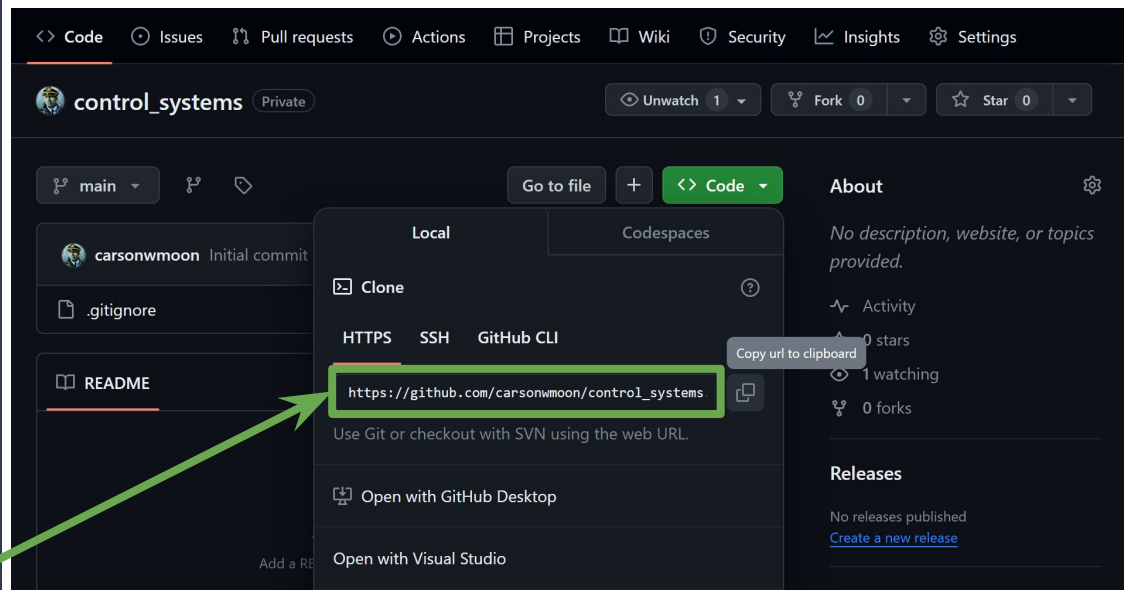 Code Issues Pull requests Actions Projects Wiki Security Insights Settings
control_systems Private
Unwatch 1 Fork 0 Star 0
main Go to file + Code
Local Codespaces
carsonwmoon Initial commit
.gitignore
README
Clone
HTTPS SSH GitHub CLI
Copy url to clipboard
https://github.com/carsonwmoon/control_systems.
Use Git or checkout with SVN using the web URL.
Open with GitHub Desktop
Open with Visual Studio
Add a RE
About
No description, website, or topics
provided.
Activity
0 stars
1 watching
0 forks
Releases
No releases published
Create a new release